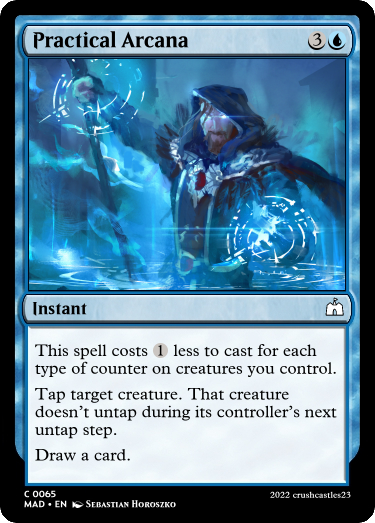 Practical Arcana 3
Instant
This spell costs 1 less to cast for each
type of counter on creatures you control.
Tap target creature. That creature
doesn't untap during its controller's next
untap step.
Draw a card.
C 0065
MAD • EN Sebastian Horoszko
2022 crushcastles23